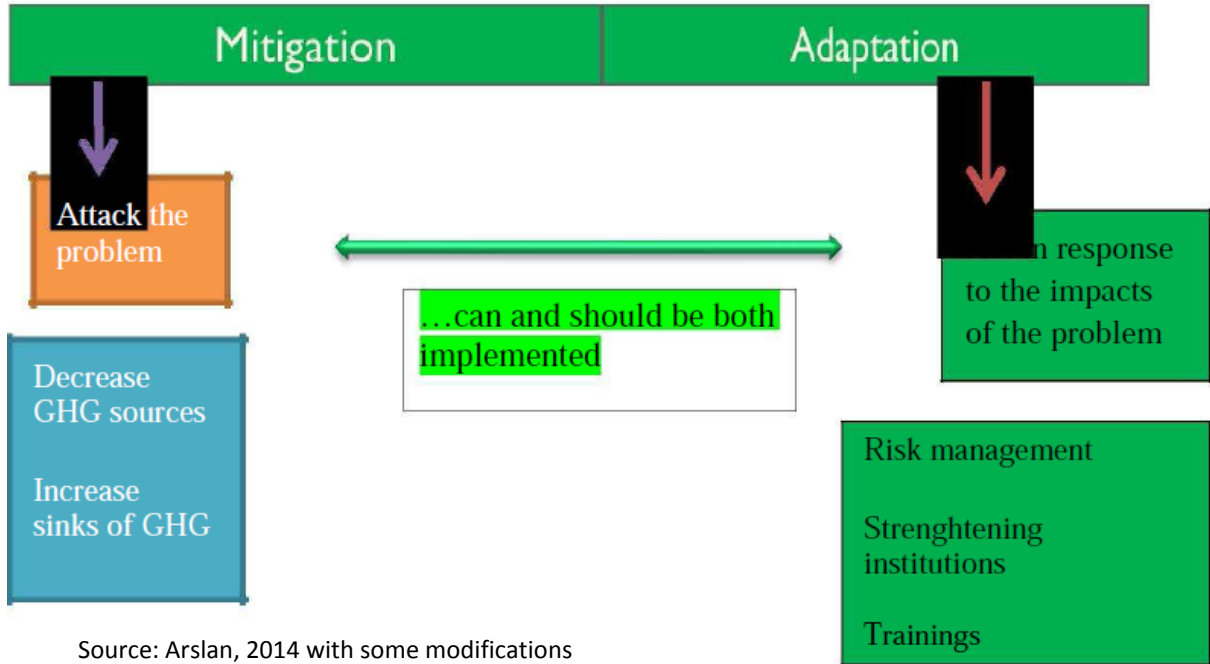 Mitigation
Adaptation
Attack the
problem
n response
to the impacts
of the problem
…can and should be both
implemented
Decrease
GHG sources
Increase
sinks of GHG
Risk management
Strenghtening
institutions
Trainings
Source: Arslan, 2014 with some modifications